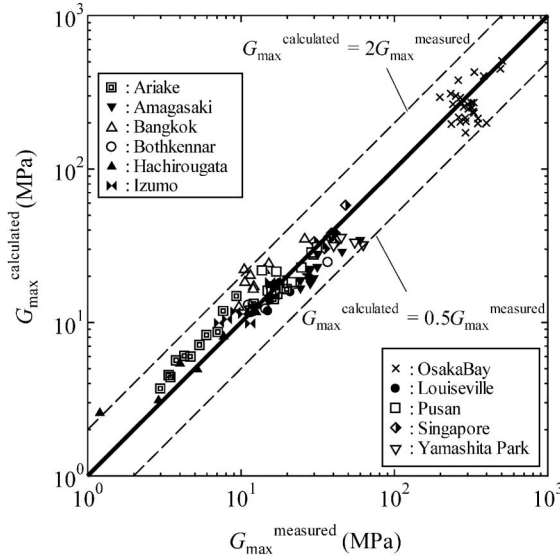 10³
G_max^calculated = 2G_max^measured
: Ariake
: Amagasaki
: Bangkok
: Bothkennar
: Hachirougata
: Izumo
10²
G_max^calculated (MPa)
G_max^calculated = 0.5G_max^measured
10¹
: OsakaBay
: Louiseville
: Pusan
: Singapore
: Yamashita Park
10⁰
10⁰ 10¹ 10² 10³
G_max^measured (MPa)